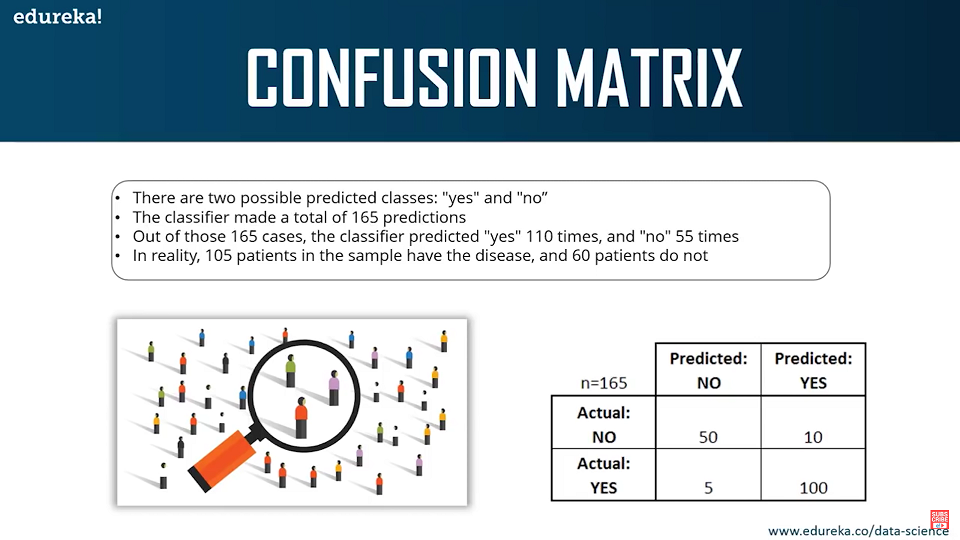 edureka!
CONFUSION MATRIX
• There are two possible predicted classes: "yes" and "no”
• The classifier made a total of 165 predictions
• Out of those 165 cases, the classifier predicted "yes" 110 times, and "no" 55 times
• In reality, 105 patients in the sample have the disease, and 60 patients do not
n=165 Predicted: NO Predicted: YES
Actual: NO 50 10
Actual: YES 5 100
SUBSCRIBE
www.edureka.co/data-science